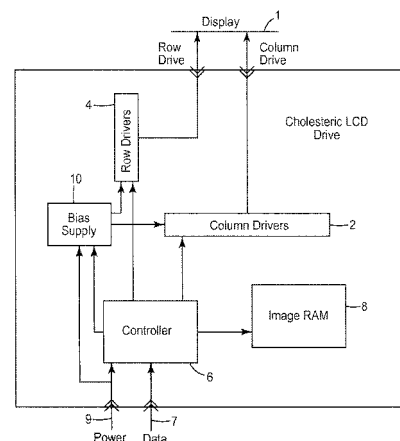 Display
1
Row
Drive
Column
Drive
4
Row Drivers
Cholesteric LCD
Drive
10
Bias
Supply
Column Drivers
2
Controller
Image RAM
8
6
9
7
Power
Data